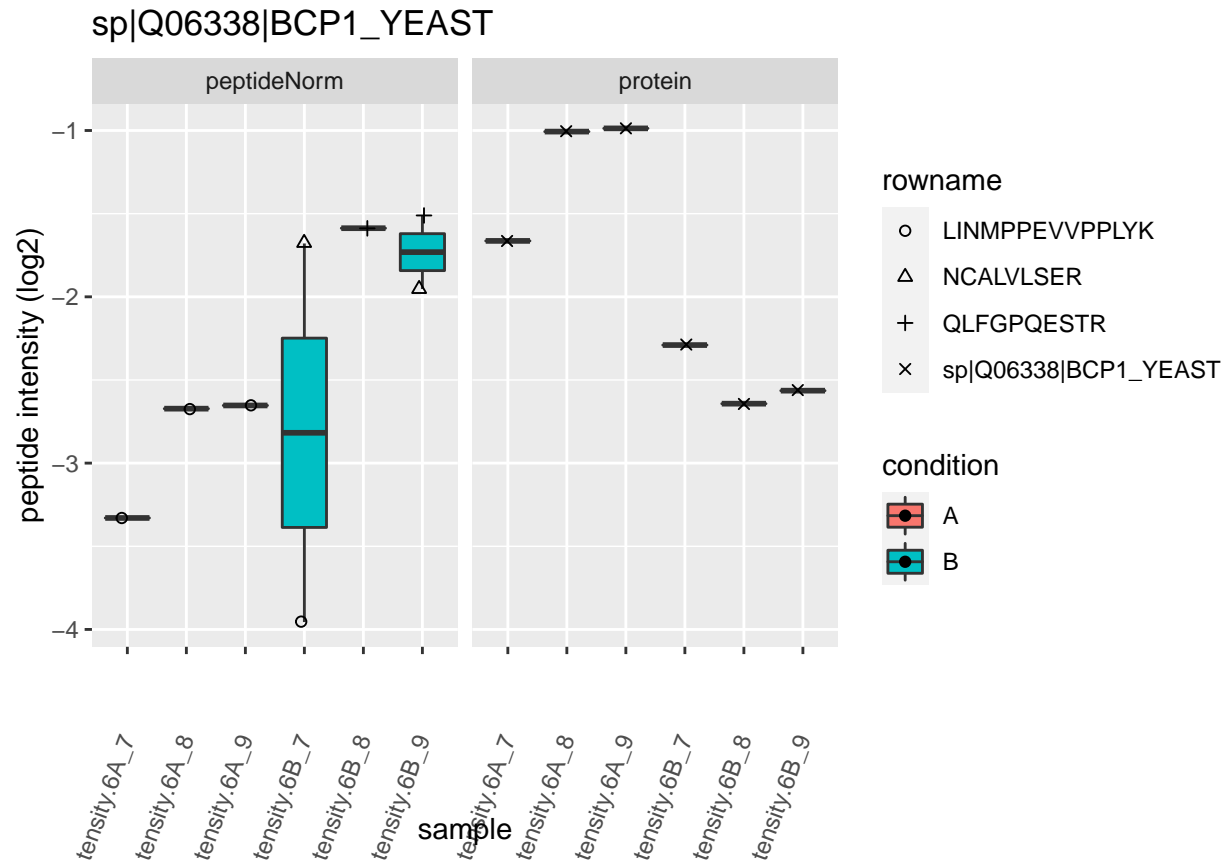 sp|Q06338|BCP1_YEAST
peptideNorm
protein
peptide intensity (log2)
−1
−2
−3
−4
tensity.6A_7
tensity.6A_8
tensity.6A_9
tensity.6B_7
tensity.6B_8
tensity.6B_9
tensity.6A_7
tensity.6A_8
tensity.6A_9
tensity.6B_7
tensity.6B_8
tensity.6B_9
sample
rowname
LINMPPEVVPPLYK
NCALVLSER
QLFGPQESTR
sp|Q06338|BCP1_YEAST
condition
A
B